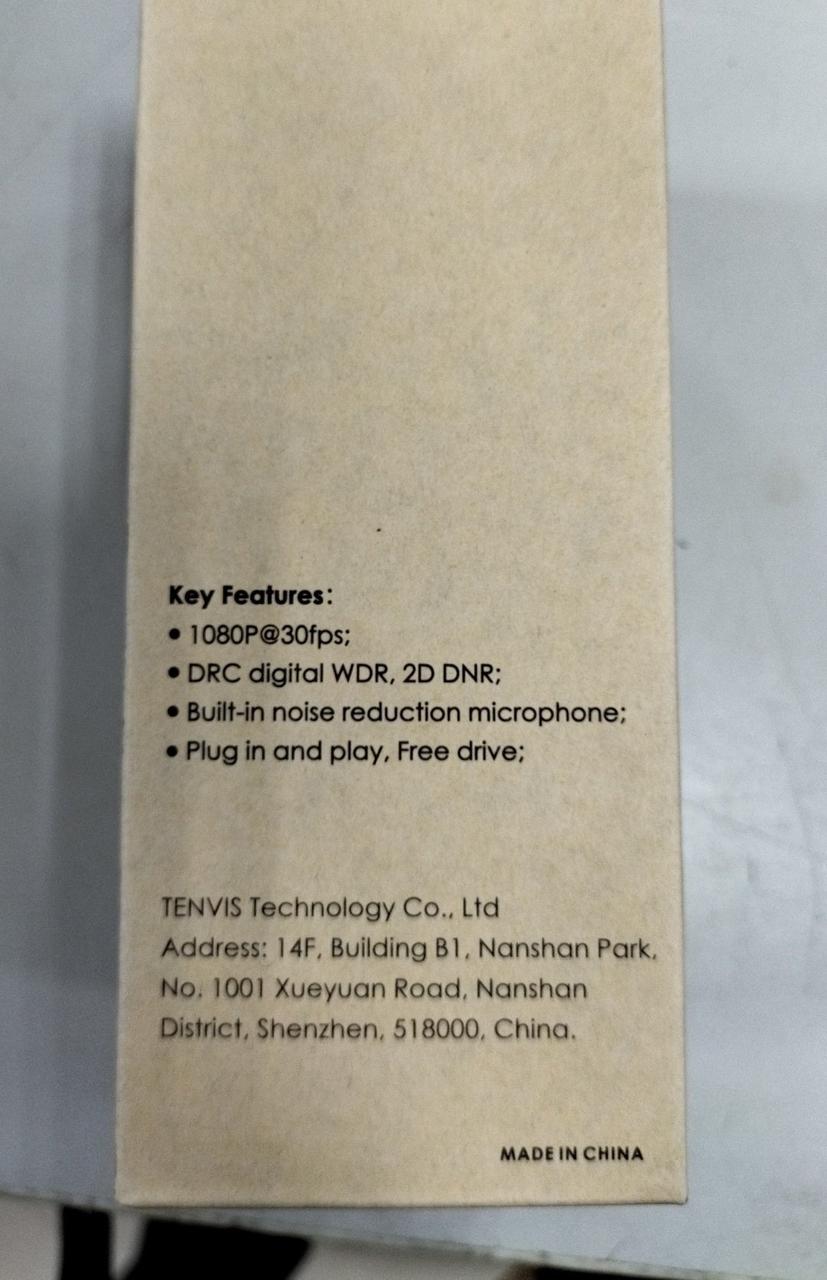 Key Features:
• 1080P@30fps;
• DRC digital WDR, 2D DNR;
• Built-in noise reduction microphone;
• Plug in and play, Free drive;
TENVIS Technology Co., Ltd
Address: 14F, Building B1, Nanshan Park,
No. 1001 Xueyuan Road, Nanshan
District, Shenzhen, 518000, China.
MADE IN CHINA